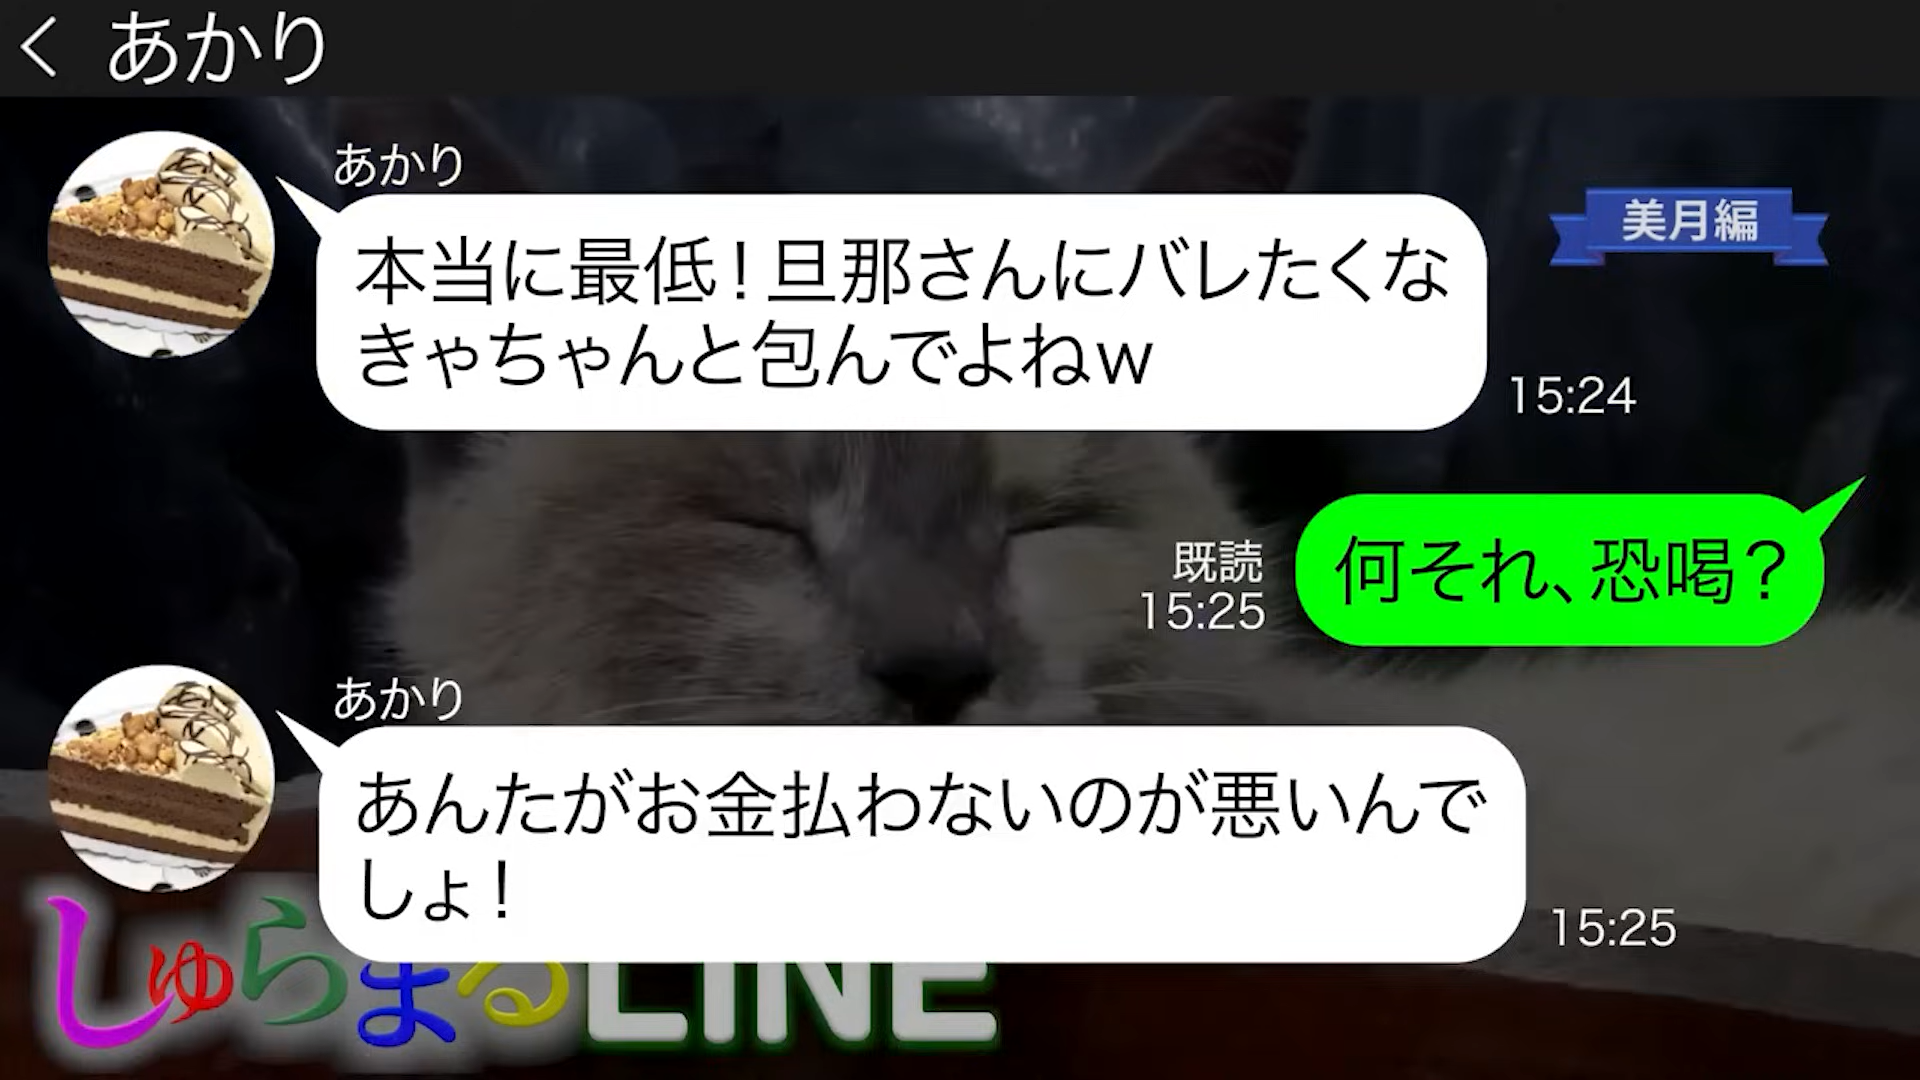 あかり
あかり
美月編
本当に最低！旦那さんにバレたくな
きゃちゃんと包んでよねw
15:24
何それ、恐喝？
既読
15:25
あかり
あんたがお金払わないのが悪いんで
しょ！
15:25
しゅらまるLINE